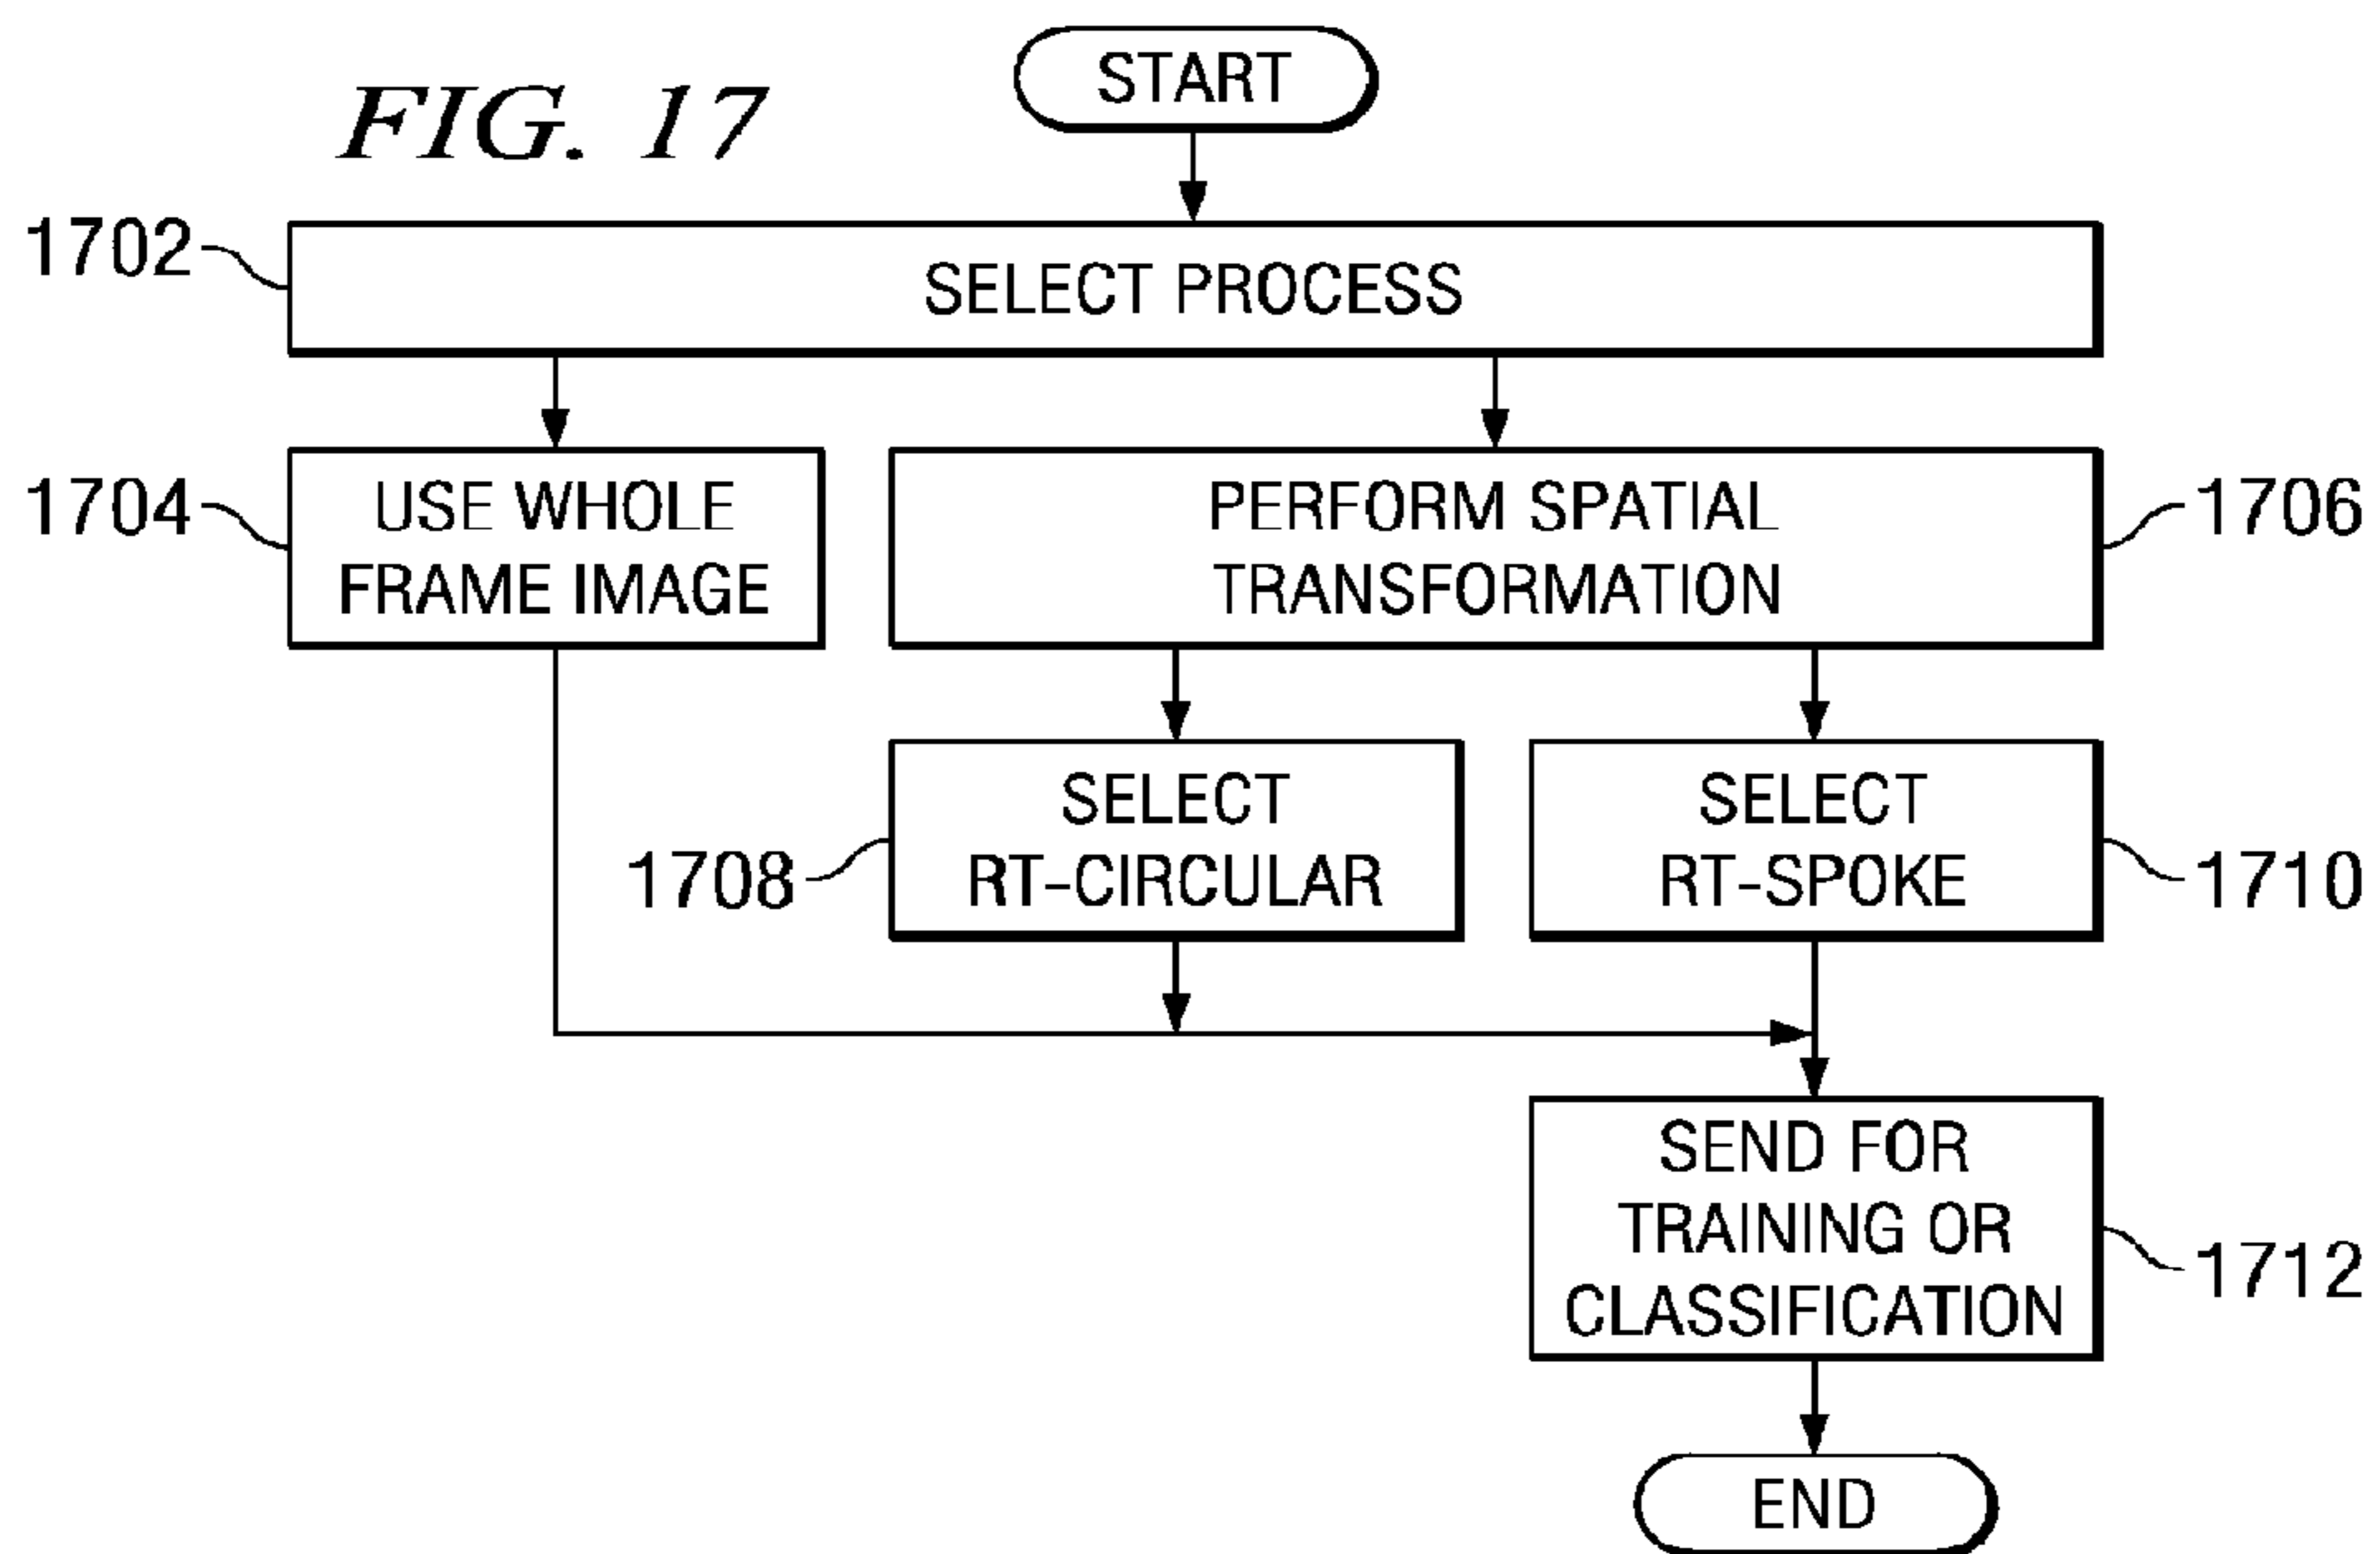 FIG. 17
START
1702
SELECT PROCESS
1704
USE WHOLE
FRAME IMAGE
PERFORM SPATIAL
TRANSFORMATION
1706
1708
SELECT
RT-CIRCULAR
SELECT
RT-SPOKE
1710
SEND FOR
TRAINING OR
CLASSIFICATION
1712
END